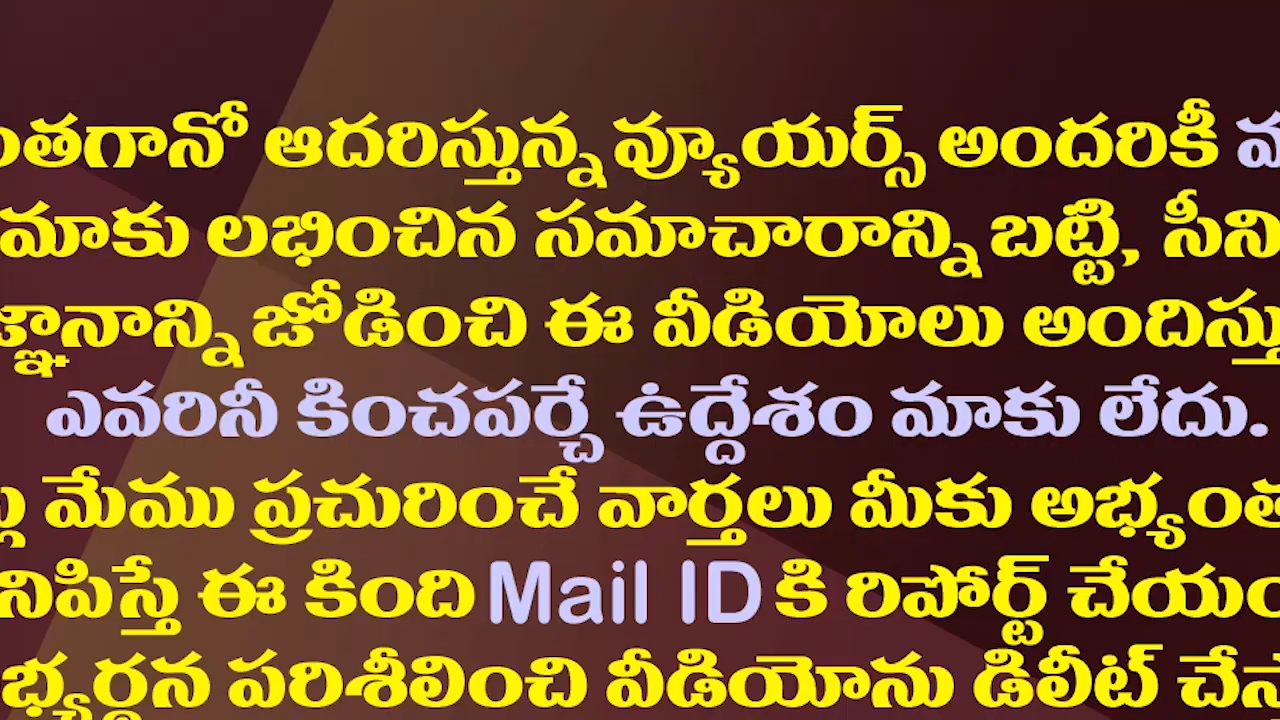 ఆదరిస్తున్న వ్యూయర్స్ అందరికీ
మాకు లభించిన సమాచారాన్ని బట్టి,
జోడించి ఈ వీడియోలు
ఎవరినీ కించపర్చే ఉద్దేశం మాకు లేదు.
మేము ప్రచురించే వార్తలు మీకు
ఈ కింది Mail ID కి రిపోర్ట్
పరిశీలించి వీడియోను డిలీట్